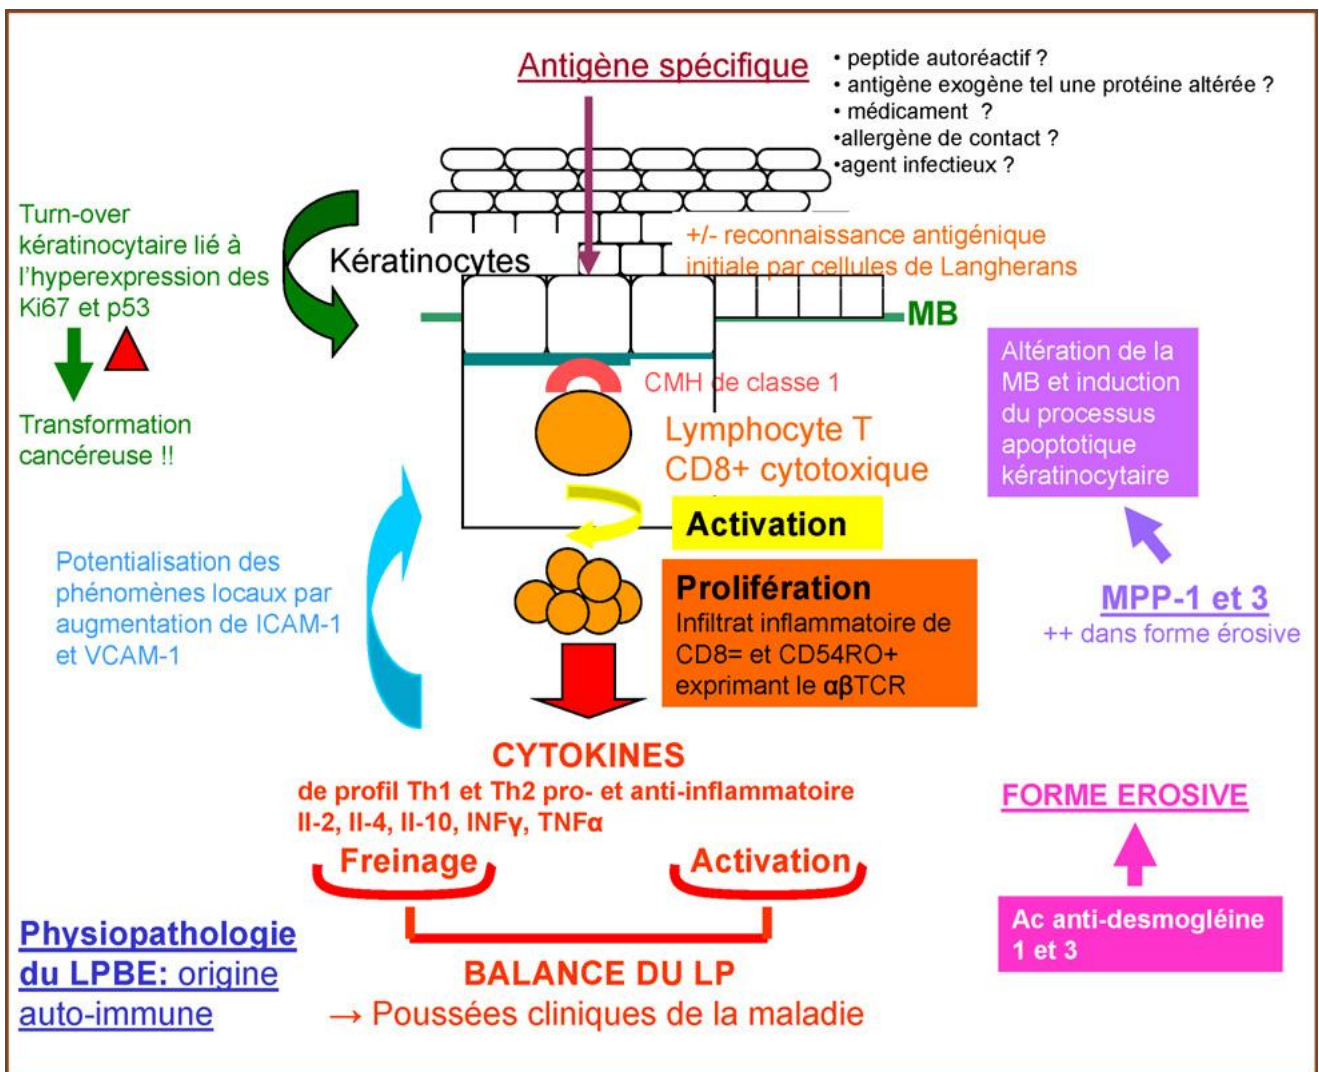 Antigène spécifique
• peptide autoréactif ?
• antigène exogène tel une protéine altérée ?
• médicament ?
•allergène de contact ?
•agent infectieux ?
Turn-over
kératinocytaire lié à
l'hyperexpression des
Ki67 et p53
Kératinocytes
+/- reconnaissance antigénique
initiale par cellules de Langherans
MB
Transformation
cancéreuse !!
CMH de classe 1
Lymphocyte T
CD8+ cytotoxique
Altération de la
MB et induction
du processus
apoptotique
kératinocytaire
Activation
Potentialisation des
phénomènes locaux par
augmentation de ICAM-1
et VCAM-1
Prolifération
Infiltrat inflammatoire de
CD8= et CD54RO+
exprimant le αβTCR
MPP-1 et 3
++ dans forme érosive
CYTOKINES
de profil Th1 et Th2 pro- et anti-inflammatoire
Il-2, Il-4, Il-10, INFγ, TNFα
Freinage
Activation
FORME EROSIVE
Ac anti-desmogléine
1 et 3
Physiopathologie
du LPBE: origine
auto-immune
BALANCE DU LP
→ Poussées cliniques de la maladie